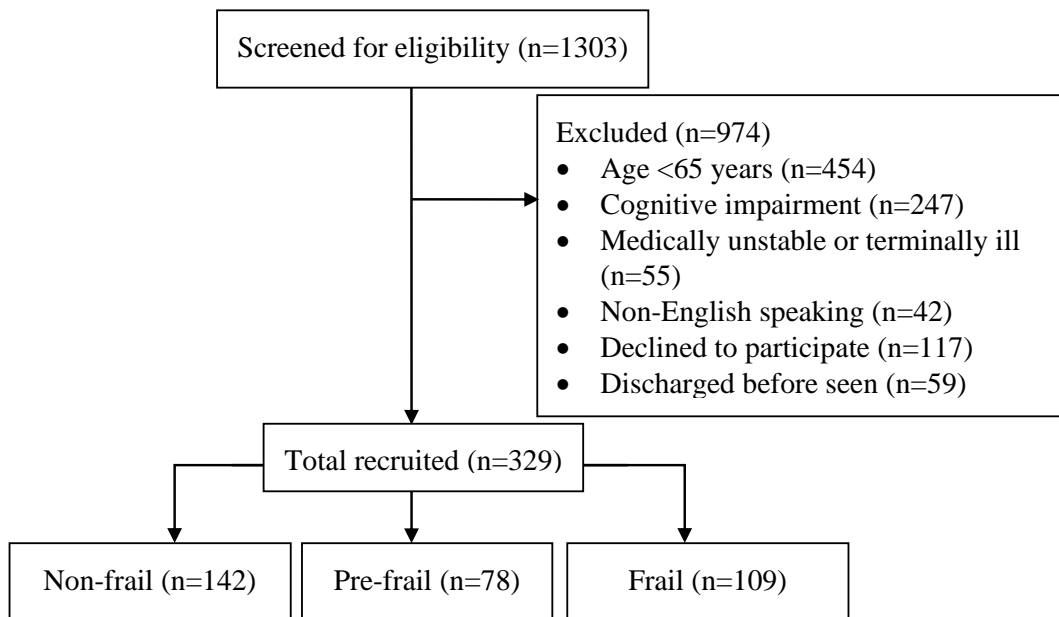 Screened for eligibility (n=1303)
Excluded (n=974)
• Age <65 years (n=454)
• Cognitive impairment (n=247)
• Medically unstable or terminally ill
(n=55)
• Non-English speaking (n=42)
• Declined to participate (n=117)
• Discharged before seen (n=59)
Total recruited (n=329)
Non-frail (n=142)
Pre-frail (n=78)
Frail (n=109)